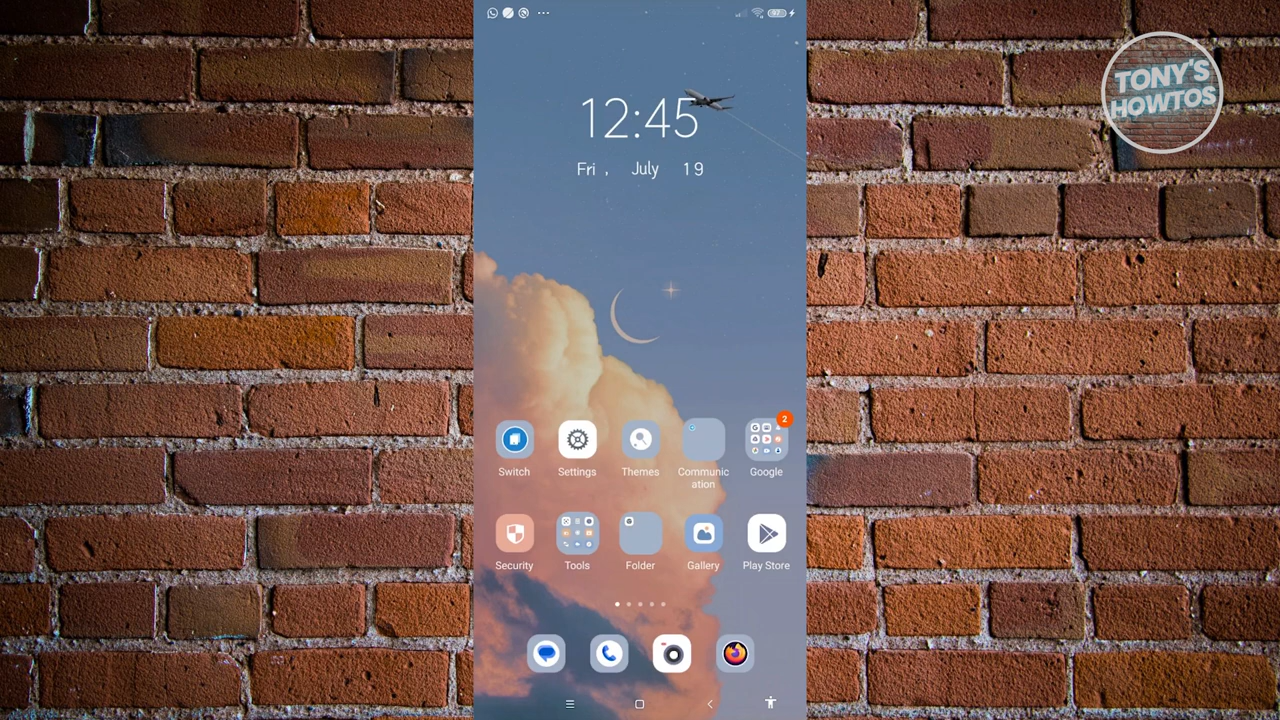 97
TONY'S
HOWTOS
12:45
Fri , July 19
2
Switch
Settings
Themes
Communic
ation
Google
Security
Tools
Folder
Gallery
Play Store